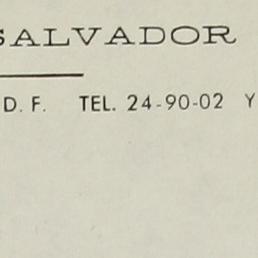 SALVADOR
D. F. TEL. 24-90-02 Y